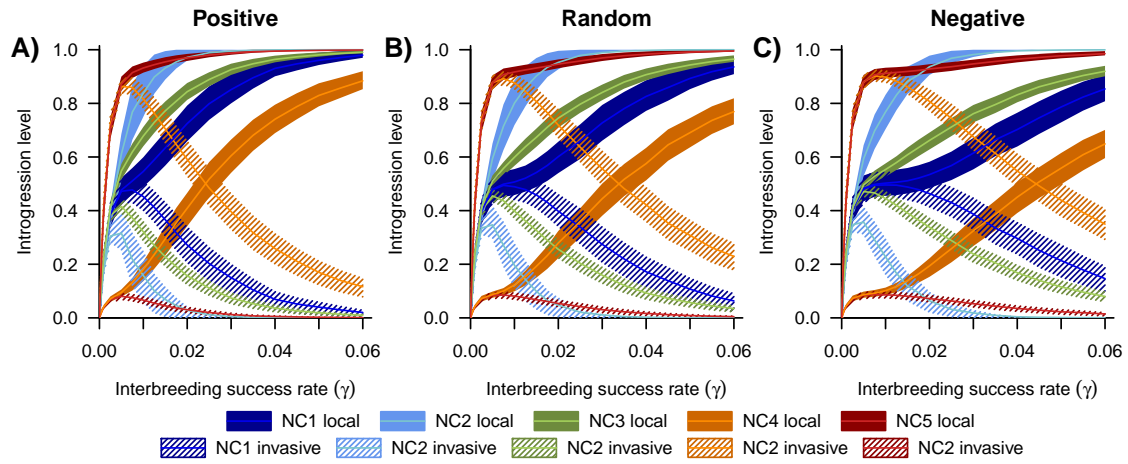 Positive Random Negative
A) B) C)
Introgression level Introgression level Introgression level
1.0 1.0 1.0
0.8 0.8 0.8
0.6 0.6 0.6
0.4 0.4 0.4
0.2 0.2 0.2
0.0 0.0 0.0
0.00 0.02 0.04 0.06 0.00 0.02 0.04 0.06 0.00 0.02 0.04 0.06
Interbreeding success rate (γ) Interbreeding success rate (γ) Interbreeding success rate (γ)
NC1 local NC2 local NC3 local NC4 local NC5 local
NC1 invasive NC2 invasive NC2 invasive NC2 invasive NC2 invasive